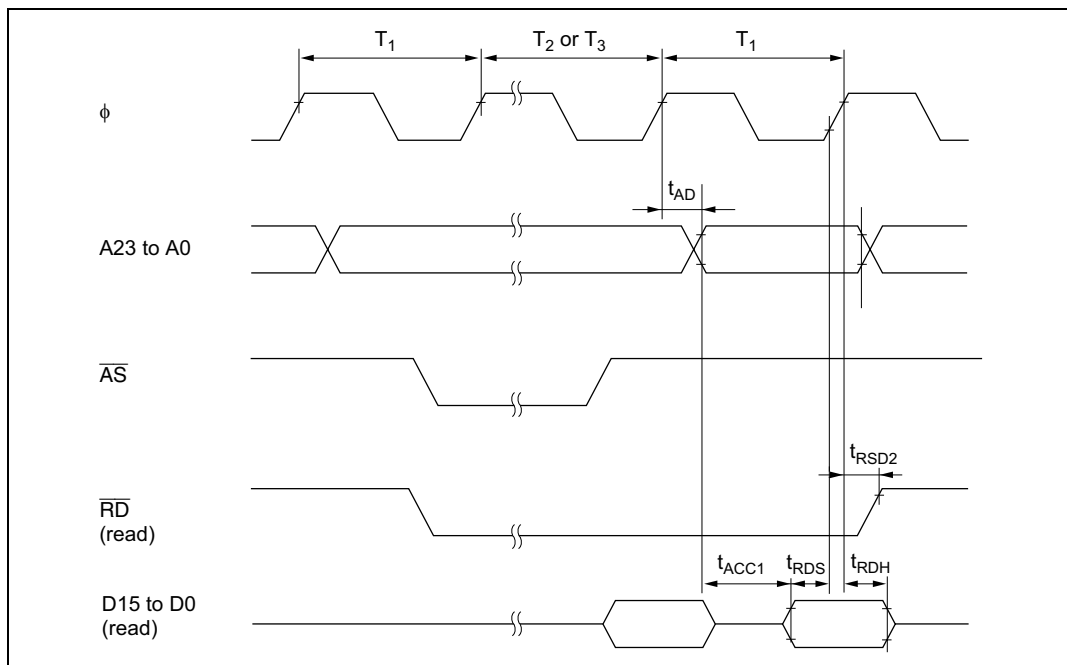 T1 T2 or T3 T1
ϕ
tAD
A23 to A0
AS
tRSD2
RD
(read)
tACC1 tRDS tRDH
D15 to D0
(read)